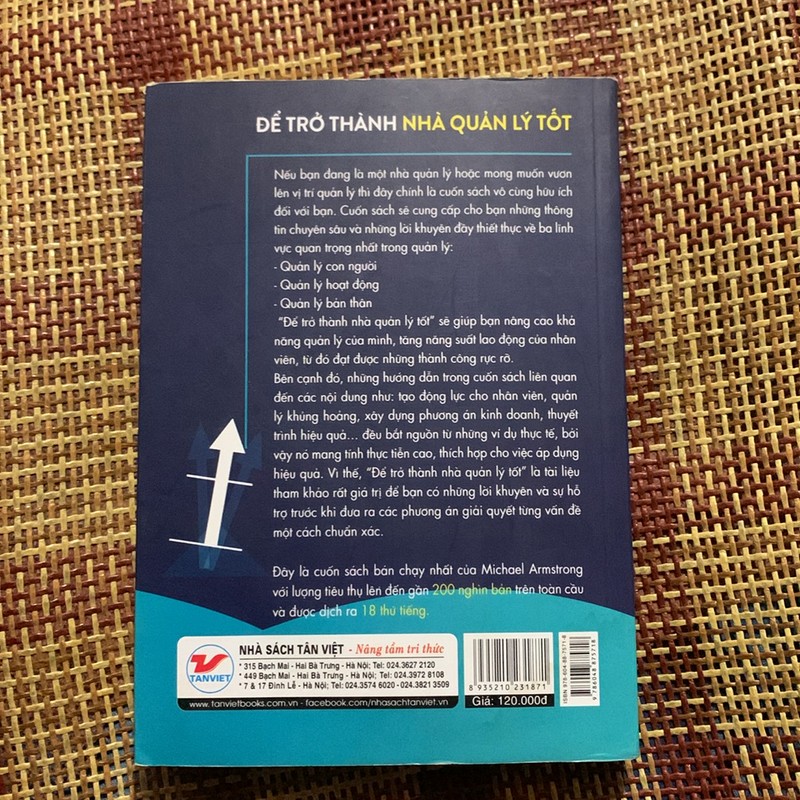 ĐỂ TRỞ THÀNH NHÀ QUẢN LÝ TỐT
Nếu bạn đang là một nhà quản lý hoặc mong muốn vươn
lên vị trí quản lý thì đây chính là cuốn sách vô cùng hữu ích
đối với bạn. Cuốn sách sẽ cung cấp cho bạn những thông
tin chuyên sâu và những lời khuyên đầy thiết thực về ba lĩnh
vực quan trọng nhất trong quản lý:
- Quản lý con người
- Quản lý hoạt động
- Quản lý bản thân
"Để trở thành nhà quản lý tốt" sẽ giúp bạn nâng cao khả
năng quản lý của mình, tăng năng suất lao động của nhân
viên, từ đó đạt được những thành công rực rỡ.
Bên cạnh đó, những hướng dẫn trong cuốn sách liên quan
đến các nội dung như: tạo động lực cho nhân viên, quản
lý khủng hoảng, xây dựng phương án kinh doanh, thuyết
trình hiệu quả... đều bắt nguồn từ những ví dụ thực tế, bởi
vậy nó mang tính thực tiễn cao, thích hợp cho việc áp dụng
hiệu quả. Vì thế, "Để trở thành nhà quản lý tốt" là tài liệu
tham khảo rất giá trị để bạn có những lời khuyên và sự hỗ
trợ trước khi đưa ra các phương án giải quyết từng vấn đề
một cách chuẩn xác.
Đây là cuốn sách bán chạy nhất của Michael Armstrong
với lượng tiêu thụ lên đến gần 200 nghìn bản trên toàn cầu
và được dịch ra 18 thứ tiếng.
TANVIET
NHÀ SÁCH TÂN VIỆT - Nâng tầm tri thức
* 315 Bạch Mai - Hai Bà Trưng - Hà Nội; Tel: 024.3627 2120
* 449 Bạch Mai - Hai Bà Trưng - Hà Nội; Tel: 024.3972 8108
* 7 & 17 Đinh Lễ - Hà Nội; Tel: 024.3574 6020 - 024.3821 3509
www.tanvietbooks.com.vn - facebook.com/nhasachtanviet.vn
8 935210 231871
Giá: 120.000đ
ISBN: 978-604-88-7571-8
9 786048 875718